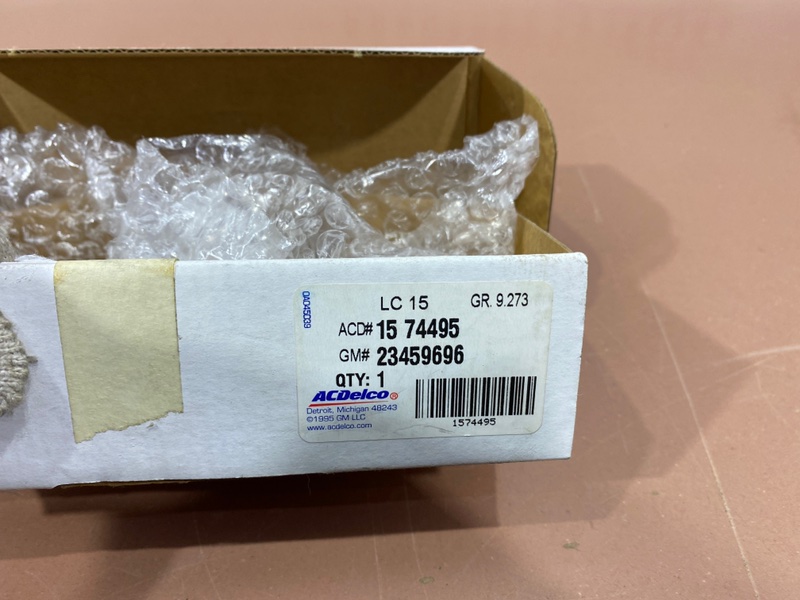 LC 15 GR. 9.273
ACD# 15 74495
GM# 23459696
QTY: 1
ACDelco®
Detroit, Michigan 48243
©1995 GM LLC
www.acdelco.com
1574495
0A045039